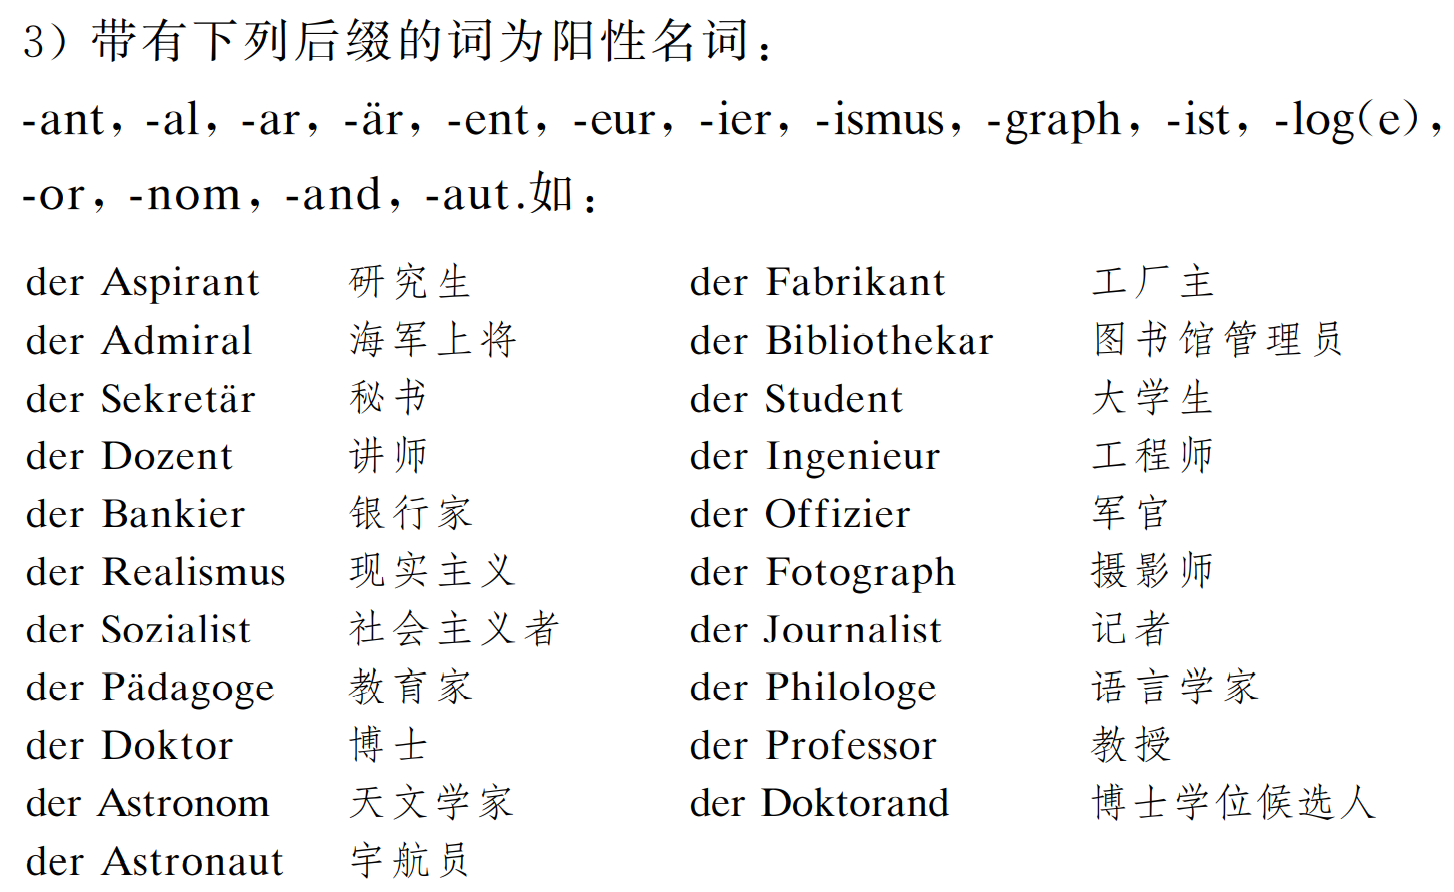 3）带有下列后缀的词为阳性名词：
-ant，-al，-ar，-är，-ent，-eur，-ier，-ismus，-graph，-ist，-log(e)，
-or，-nom，-and，-aut.如：
der Aspirant 研究生 der Fabrikant 工厂主
der Admiral 海军上将 der Bibliothekar 图书馆管理员
der Sekretär 秘书 der Student 大学生
der Dozent 讲师 der Ingenieur 工程师
der Bankier 银行家 der Offizier 军官
der Realismus 现实主义 der Fotograph 摄影师
der Sozialist 社会主义者 der Journalist 记者
der Pädagoge 教育家 der Philologe 语言学家
der Doktor 博士 der Professor 教授
der Astronom 天文学家 der Doktorand 博士学位候选人
der Astronaut 宇航员